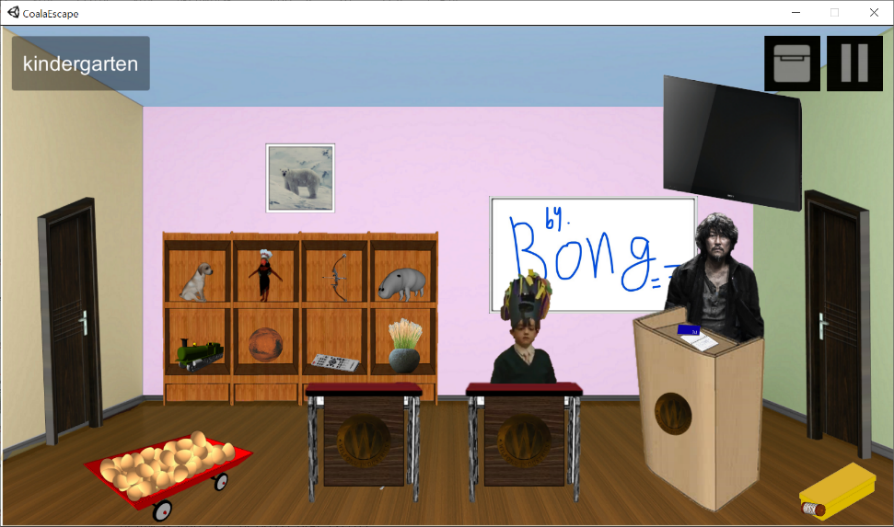 CoalaEscape
kindergarten
by.
Bong
W
W